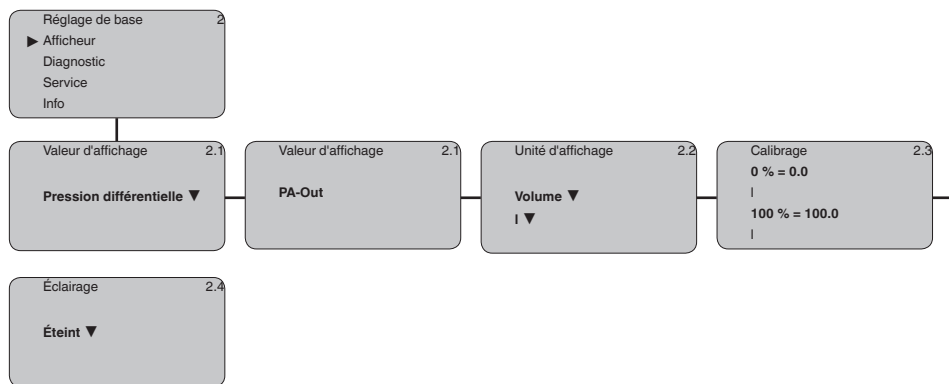 Réglage de base 2
▶ Afficheur
Diagnostic
Service
Info
Valeur d'affichage 2.1
Pression différentielle ▼
Valeur d'affichage 2.1
PA-Out
Unité d'affichage 2.2
Volume ▼
l ▼
Calibrage 2.3
0 % = 0.0
l
100 % = 100.0
l
Éclairage 2.4
Éteint ▼